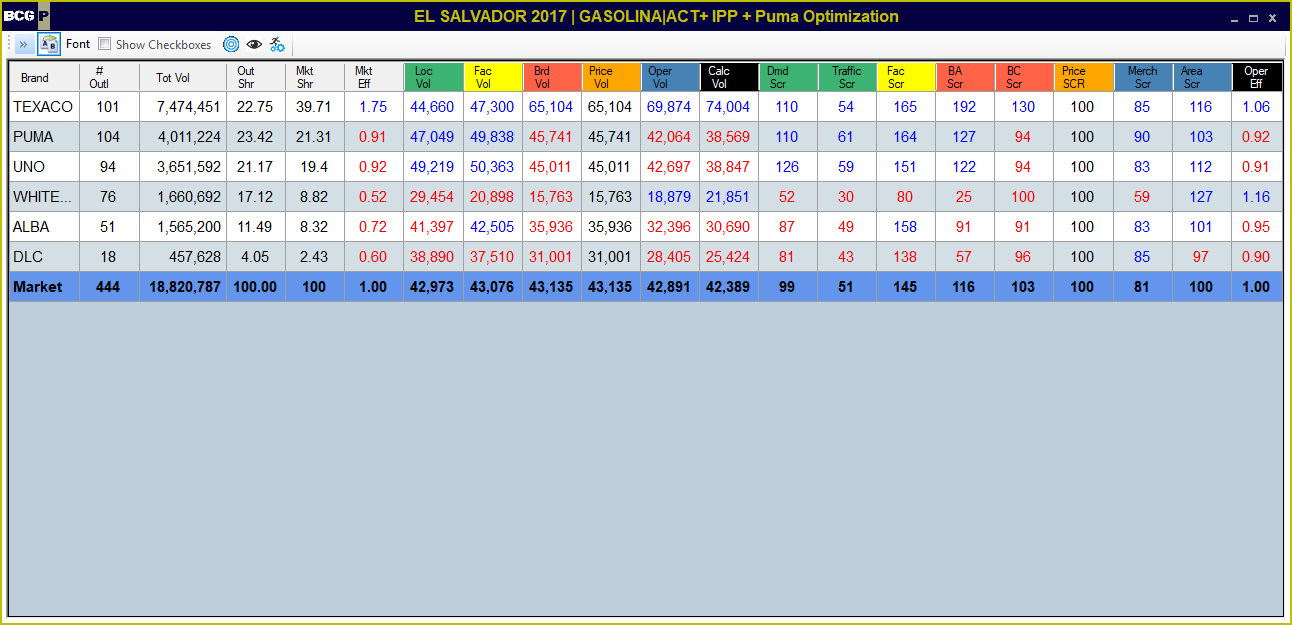 BCG P EL SALVADOR 2017 | GASOLINA|ACT+ IPP + Puma Optimization
» A B Font Show Checkboxes
Brand # Outl Tot Vol Out Shr Mkt Shr Mkt Eff Loc Vol Fac Vol Brd Vol Price Vol Oper Vol Calc Vol Dmd Scr Traffic Scr Fac Scr BA Scr BC Scr Price SCR Merch Scr Area Scr Oper Eff
TEXACO 101 7,474,451 22.75 39.71 1.75 44,660 47,300 65,104 65,104 69,874 74,004 110 54 165 192 130 100 85 116 1.06
PUMA 104 4,011,224 23.42 21.31 0.91 47,049 49,838 45,741 45,741 42,064 38,569 110 61 164 127 94 100 90 103 0.92
UNO 94 3,651,592 21.17 19.4 0.92 49,219 50,363 45,011 45,011 42,697 38,847 126 59 151 122 94 100 83 112 0.91
WHITE... 76 1,660,692 17.12 8.82 0.52 29,454 20,898 15,763 15,763 18,879 21,851 52 30 80 25 100 100 59 127 1.16
ALBA 51 1,565,200 11.49 8.32 0.72 41,397 42,505 35,936 35,936 32,396 30,690 87 49 158 91 91 100 83 101 0.95
DLC 18 457,628 4.05 2.43 0.60 38,890 37,510 31,001 31,001 28,405 25,424 81 43 138 57 96 100 85 97 0.90
Market 444 18,820,787 100.00 100 1.00 42,973 43,076 43,135 43,135 42,891 42,389 99 51 145 116 103 100 81 100 1.00